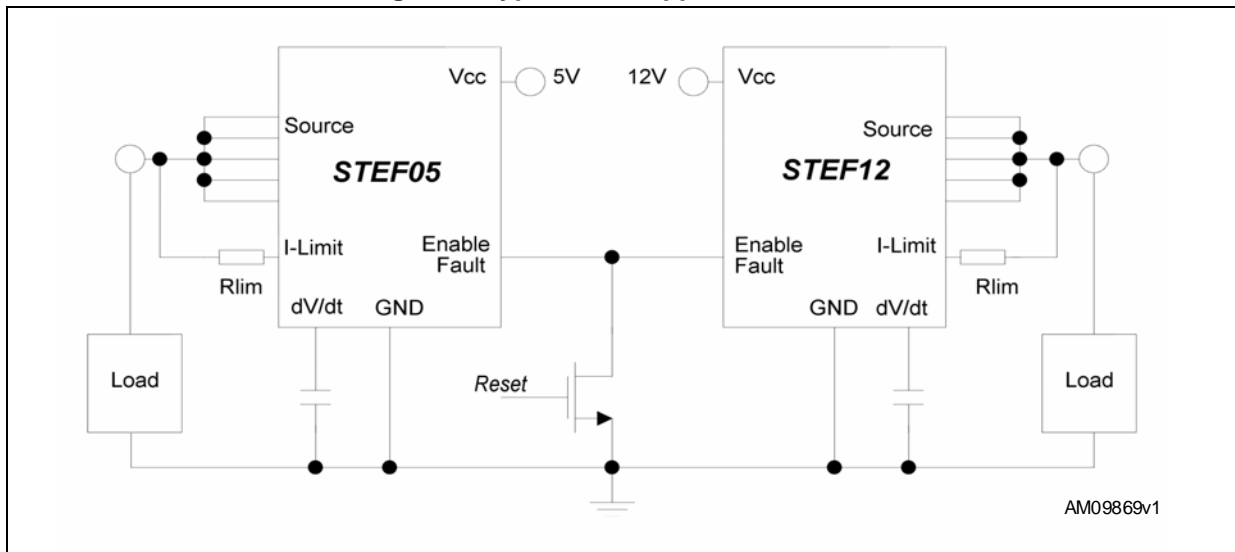 Vcc
5V
12V
Vcc
Source
Source
STEF05
STEF12
I-Limit
Enable
Fault
Enable
Fault
I-Limit
Rlim
Rlim
dV/dt
GND
GND
dV/dt
Load
Reset
Load
AM09869v1